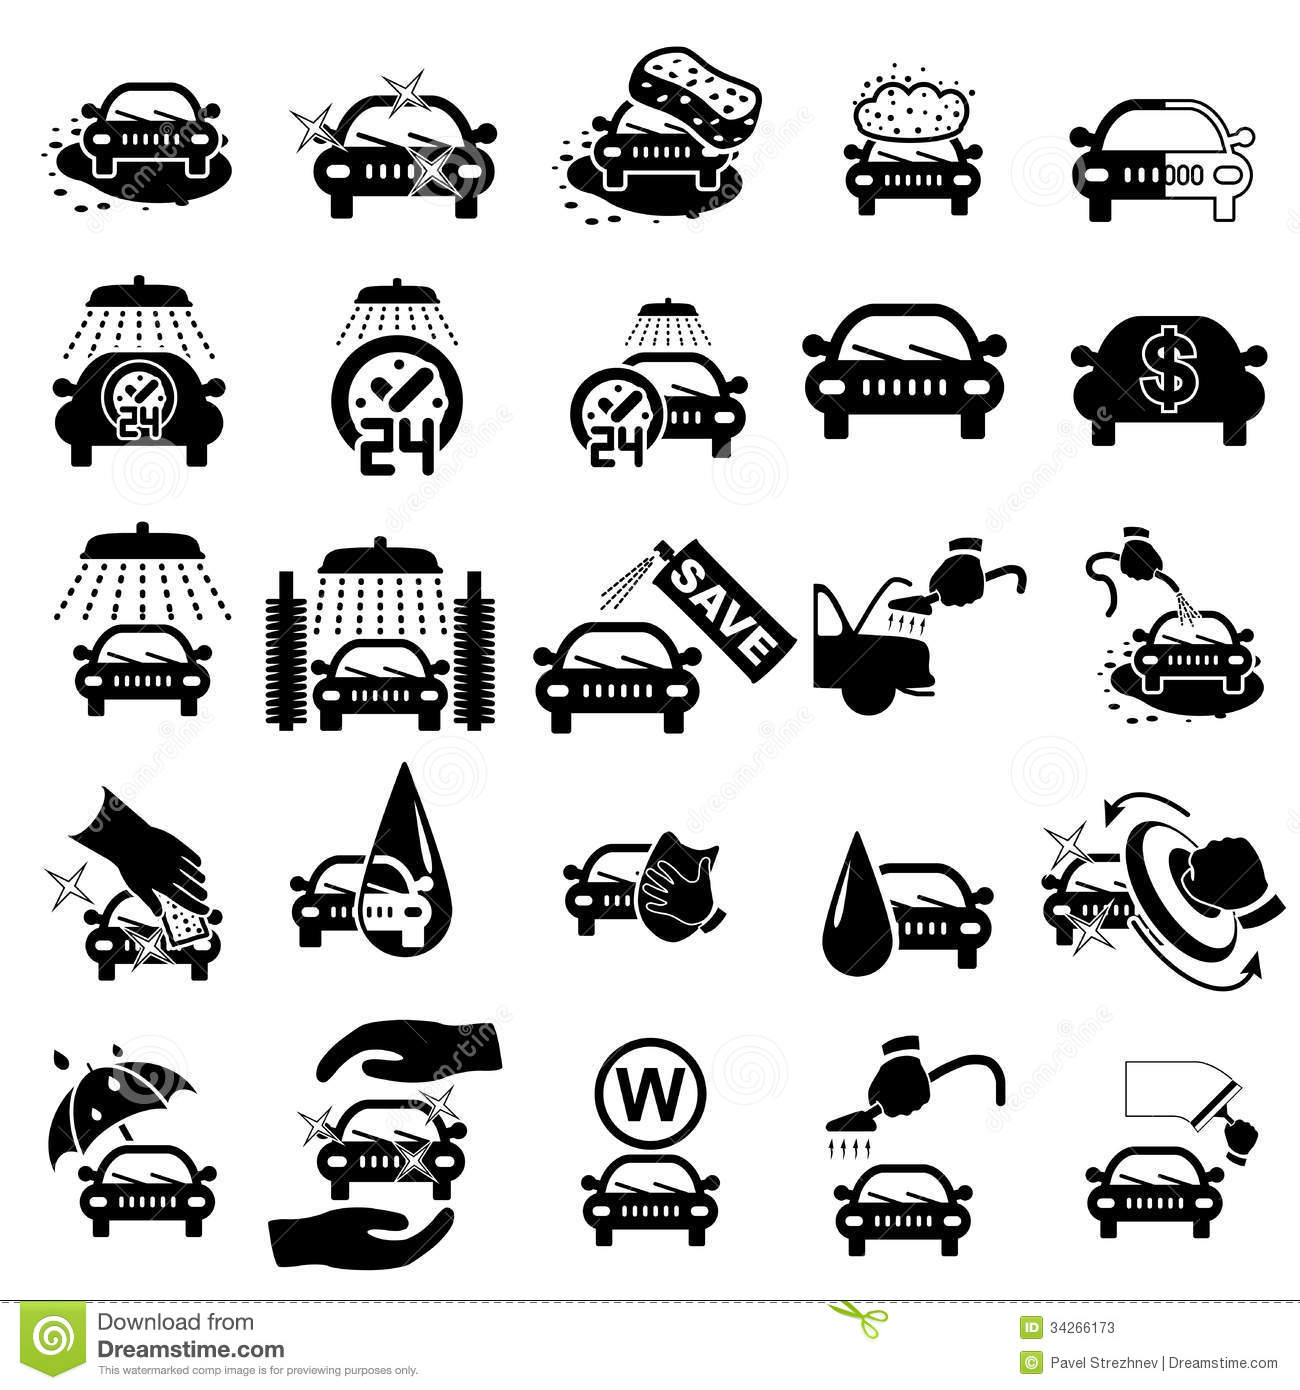 24
24
24
$
SAVE
W
Download from
Dreamstime.com
This watermarked comp image is for previewing purposes only.
ID 34266173
© Pavel Strezhnev | Dreamstime.com